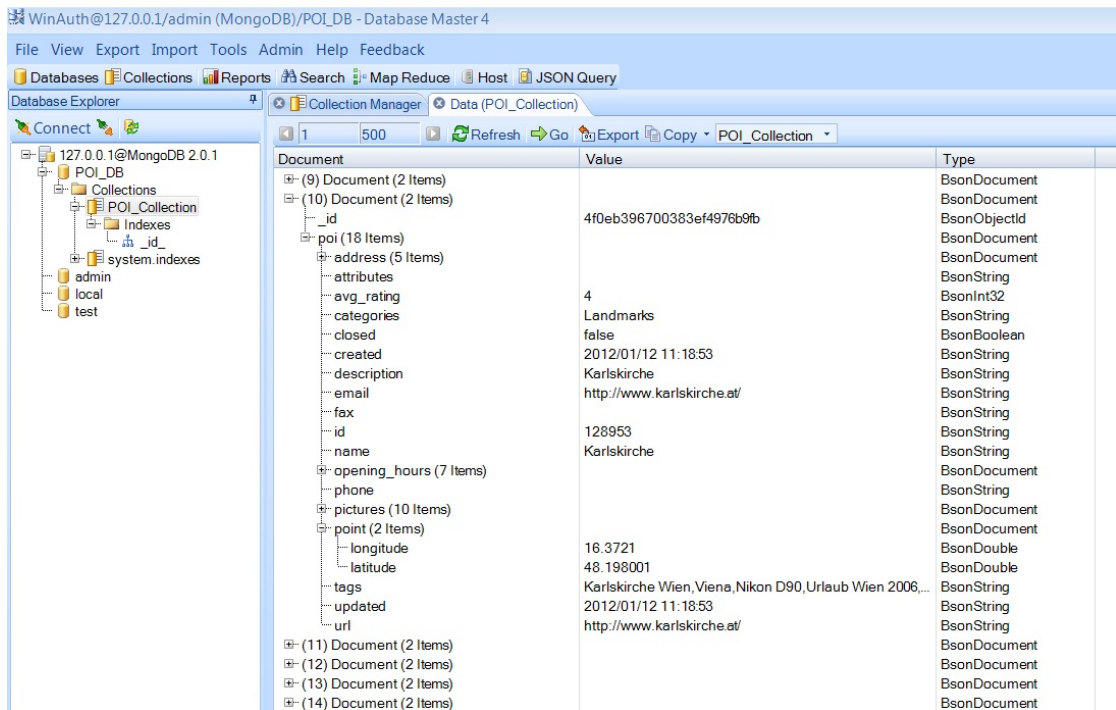 WinAuth@127.0.0.1/admin (MongoDB)/POI_DB - Database Master 4
File View Export Import Tools Admin Help Feedback
Databases Collections Reports Search Map Reduce Host JSON Query
Database Explorer
Connect
127.0.0.1@MongoDB 2.0.1
POI_DB
Collections
POI_Collection
Indexes
_id_
system.indexes
admin
local
test
Collection Manager Data (POI_Collection)
1 500 Refresh Go Export Copy POI_Collection
Document Value Type
(9) Document (2 Items) BsonDocument
(10) Document (2 Items) BsonDocument
_id 4f0eb396700383ef4976b9fb BsonObjectId
poi (18 Items) BsonDocument
address (5 Items) BsonDocument
attributes BsonString
avg_rating 4 BsonInt32
categories Landmarks BsonString
closed false BsonBoolean
created 2012/01/12 11:18:53 BsonString
description Karlskirche BsonString
email http://www.karlskirche.at/ BsonString
fax BsonString
id 128953 BsonString
name Karlskirche BsonString
opening_hours (7 Items) BsonDocument
phone BsonString
pictures (10 Items) BsonDocument
point (2 Items) BsonDocument
longitude 16.3721 BsonDouble
latitude 48.198001 BsonDouble
tags Karlskirche Wien,Viena,Nikon D90,Urlaub Wien 2006,... BsonString
updated 2012/01/12 11:18:53 BsonString
url http://www.karlskirche.at/ BsonString
(11) Document (2 Items) BsonDocument
(12) Document (2 Items) BsonDocument
(13) Document (2 Items) BsonDocument
(14) Document (2 Items) BsonDocument